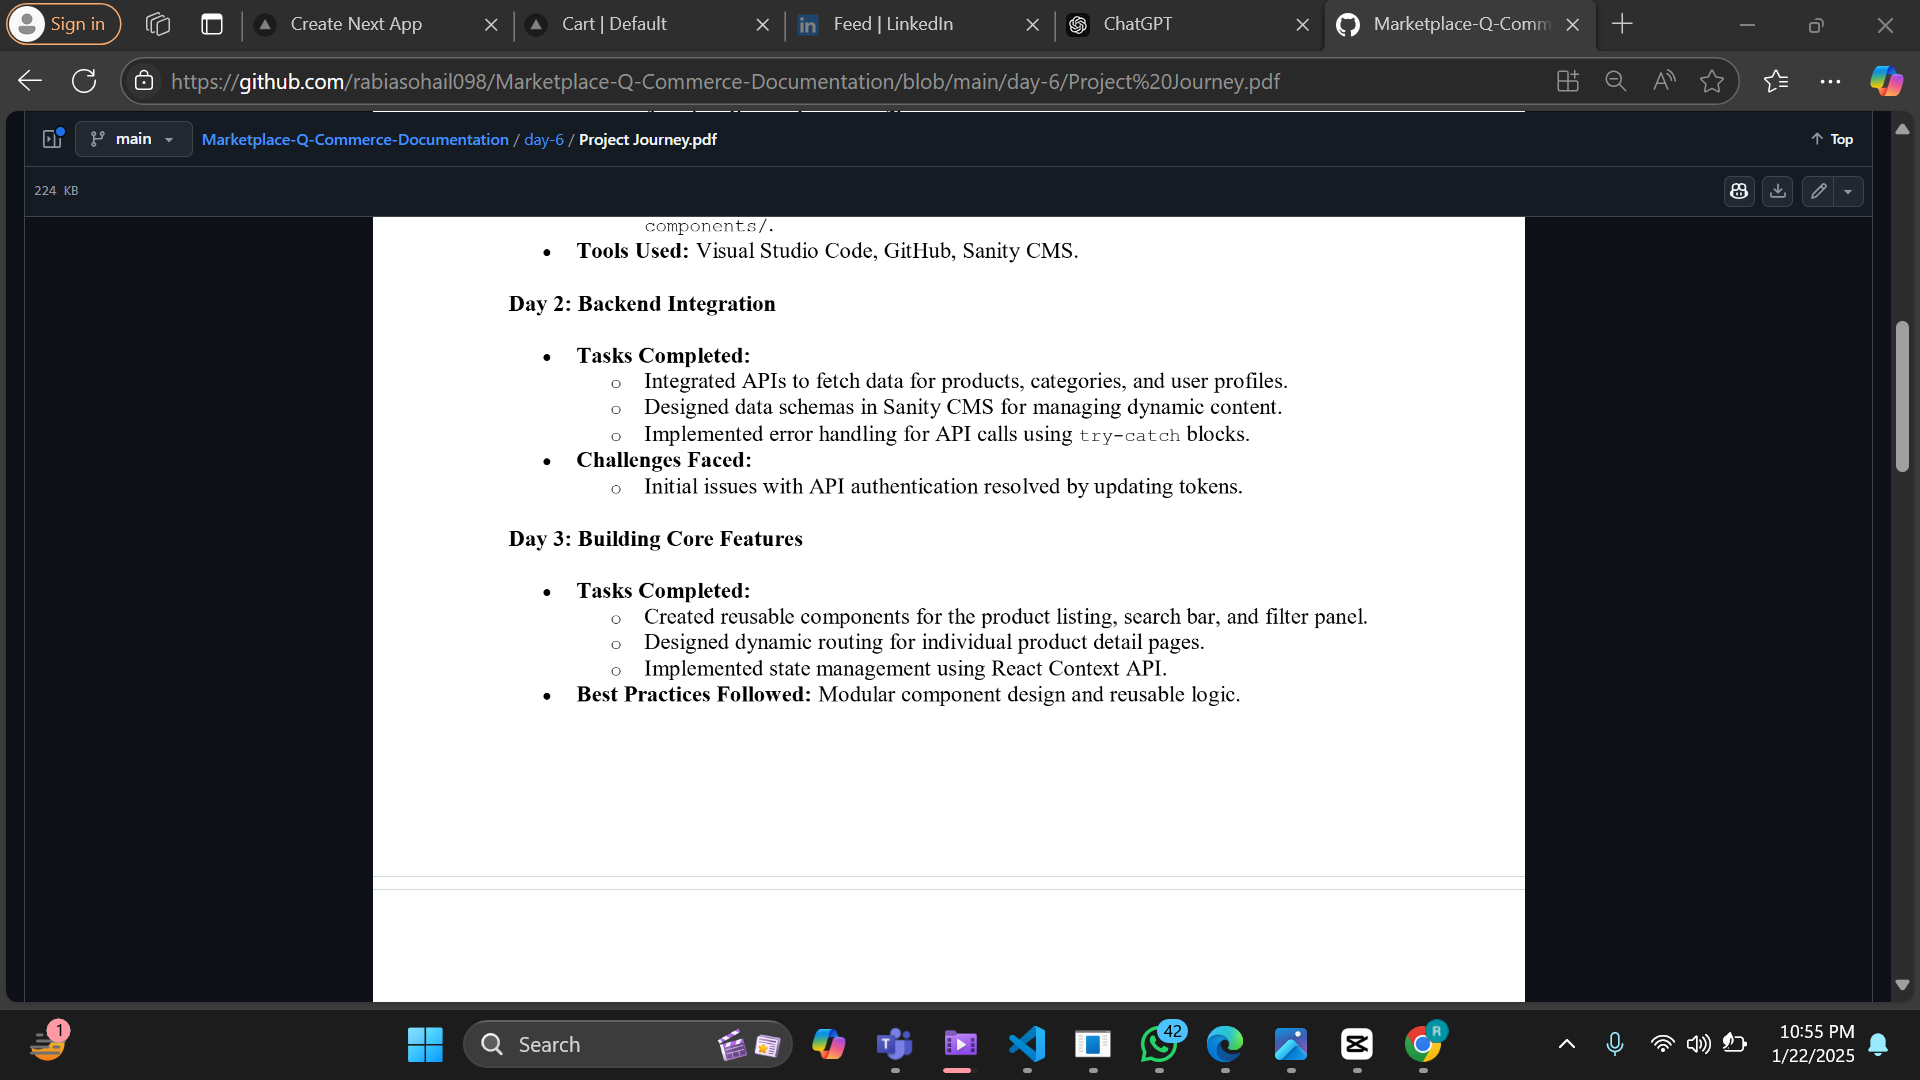 Sign in
Create Next App
Cart | Default
Feed | LinkedIn
ChatGPT
Marketplace-Q-Comm
https://github.com/rabiasohail098/Marketplace-Q-Commerce-Documentation/blob/main/day-6/Project%20Journey.pdf
main
Marketplace-Q-Commerce-Documentation / day-6 / Project Journey.pdf
Top
224 KB
components/.
• Tools Used: Visual Studio Code, GitHub, Sanity CMS.
Day 2: Backend Integration
• Tasks Completed:
○ Integrated APIs to fetch data for products, categories, and user profiles.
○ Designed data schemas in Sanity CMS for managing dynamic content.
○ Implemented error handling for API calls using try-catch blocks.
• Challenges Faced:
○ Initial issues with API authentication resolved by updating tokens.
Day 3: Building Core Features
• Tasks Completed:
○ Created reusable components for the product listing, search bar, and filter panel.
○ Designed dynamic routing for individual product detail pages.
○ Implemented state management using React Context API.
• Best Practices Followed: Modular component design and reusable logic.
1
Search
42
R
10:55 PM
1/22/2025